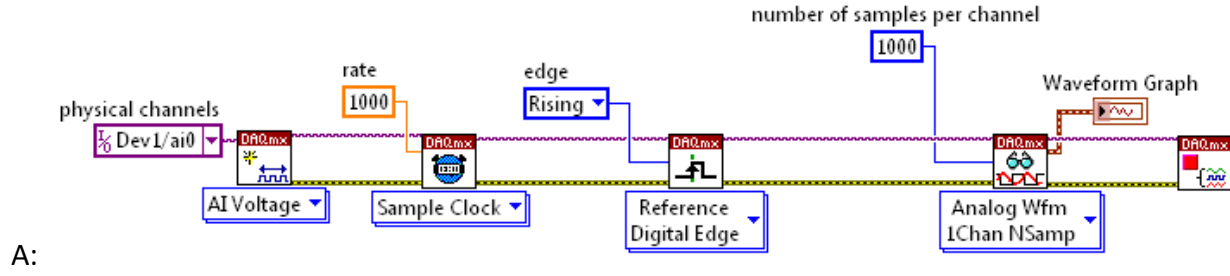 number of samples per channel
1000
rate
1000
edge
Rising
Waveform Graph
physical channels
I/O Dev1/ai0
DAQmx
DAQmx
DAQmx
DAQmx
DAQmx
AI Voltage
Sample Clock
Reference
Digital Edge
Analog Wfm
1Chan NSamp
A: